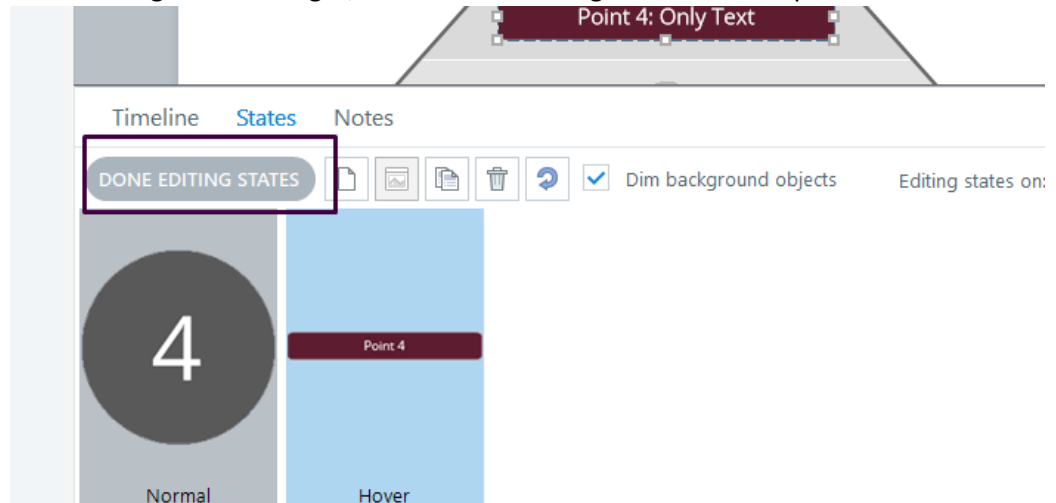 Point 4: Only Text
Timeline States Notes
DONE EDITING STATES Dim background objects Editing states on:
4
Point 4
Normal Hover